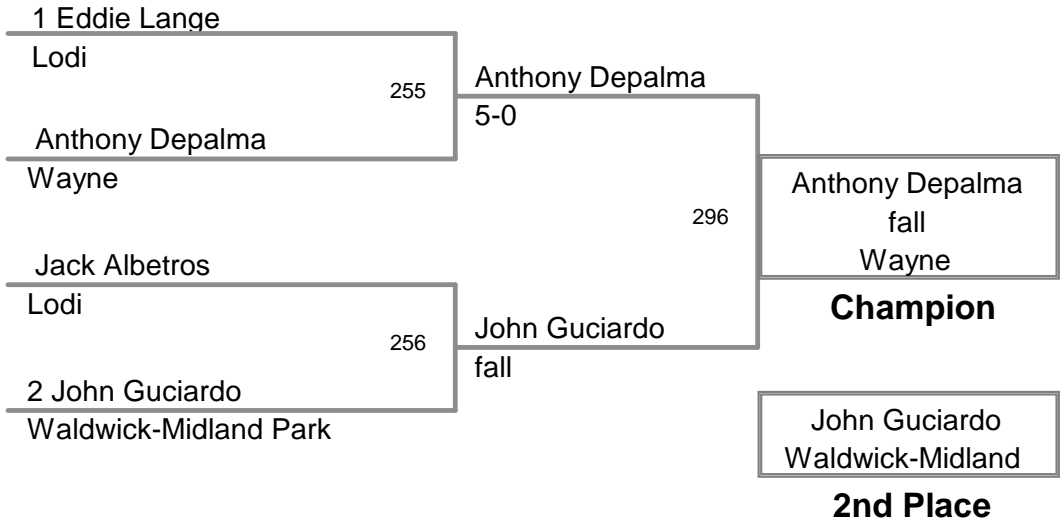 1 Eddie Lange
Lodi
255
Anthony Depalma
5-0
Anthony Depalma
Wayne
296
Anthony Depalma
fall
Wayne
Champion
Jack Albetros
Lodi
256
John Guciardo
fall
2 John Guciardo
Waldwick-Midland Park
John Guciardo
Waldwick-Midland
2nd Place